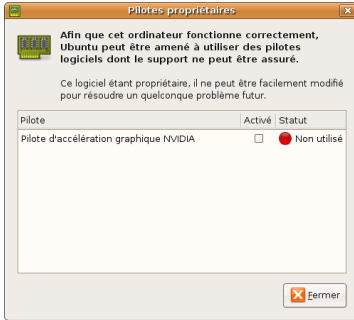 Pilotes propriétaires
Afin que cet ordinateur fonctionne correctement,
Ubuntu peut être amené à utiliser des pilotes
logiciels dont le support ne peut être assuré.
Ce logiciel étant propriétaire, il ne peut être facilement modifié
pour résoudre un quelconque problème futur.
Pilote Activé Statut
Pilote d'accélération graphique NVIDIA Non utilisé
Fermer